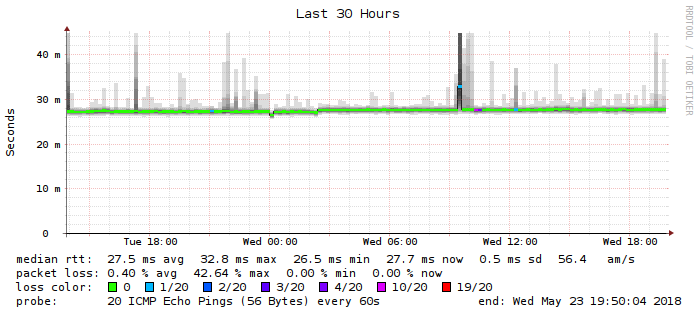 Last 30 Hours
RRDTOOL / TOBI OETIKER
Seconds
40 m
30 m
20 m
10 m
0
Tue 18:00 Wed 00:00 Wed 06:00 Wed 12:00 Wed 18:00
median rtt: 27.5 ms avg 32.8 ms max 26.5 ms min 27.7 ms now 0.5 ms sd 56.4 am/s
packet loss: 0.40 % avg 42.64 % max 0.00 % min 0.00 % now
loss color: 0 1/20 2/20 3/20 4/20 10/20 19/20
probe: 20 ICMP Echo Pings (56 Bytes) every 60s end: Wed May 23 19:50:04 2018